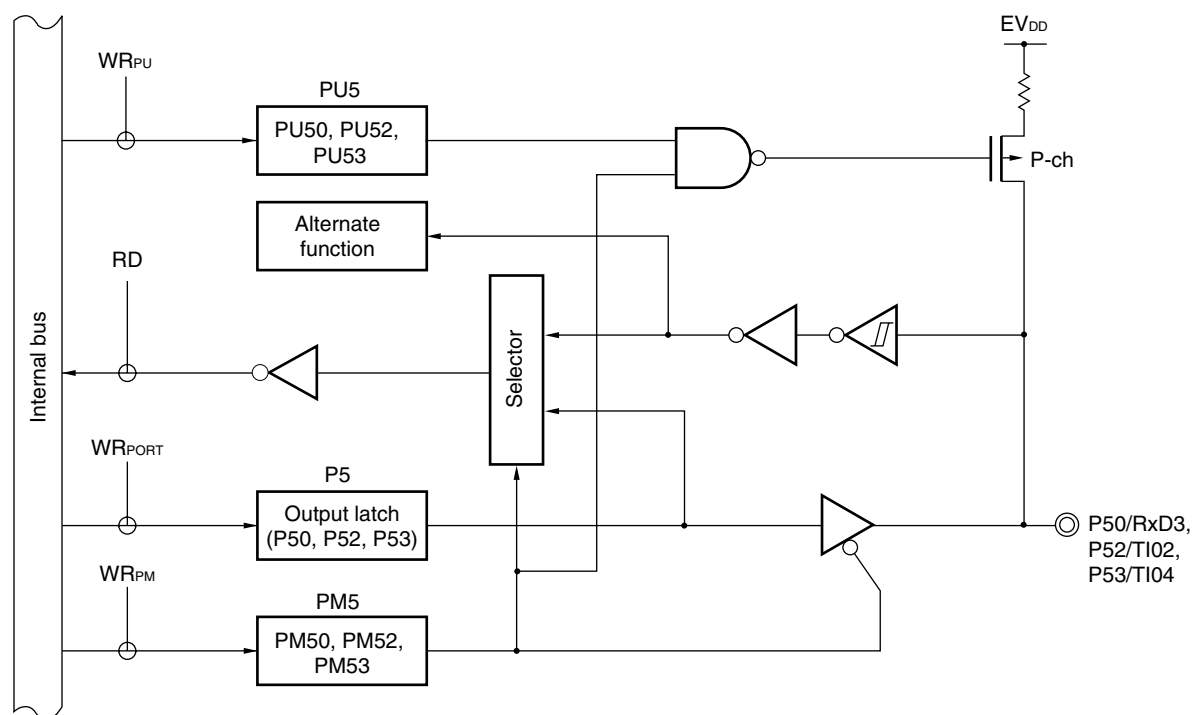 EVDD
WRPU
PU5
PU50, PU52,
PU53
P-ch
Alternate
function
RD
Selector
Internal bus
WRPORT
P5
Output latch
(P50, P52, P53)
P50/RxD3,
P52/TI02,
P53/TI04
WRPM
PM5
PM50, PM52,
PM53